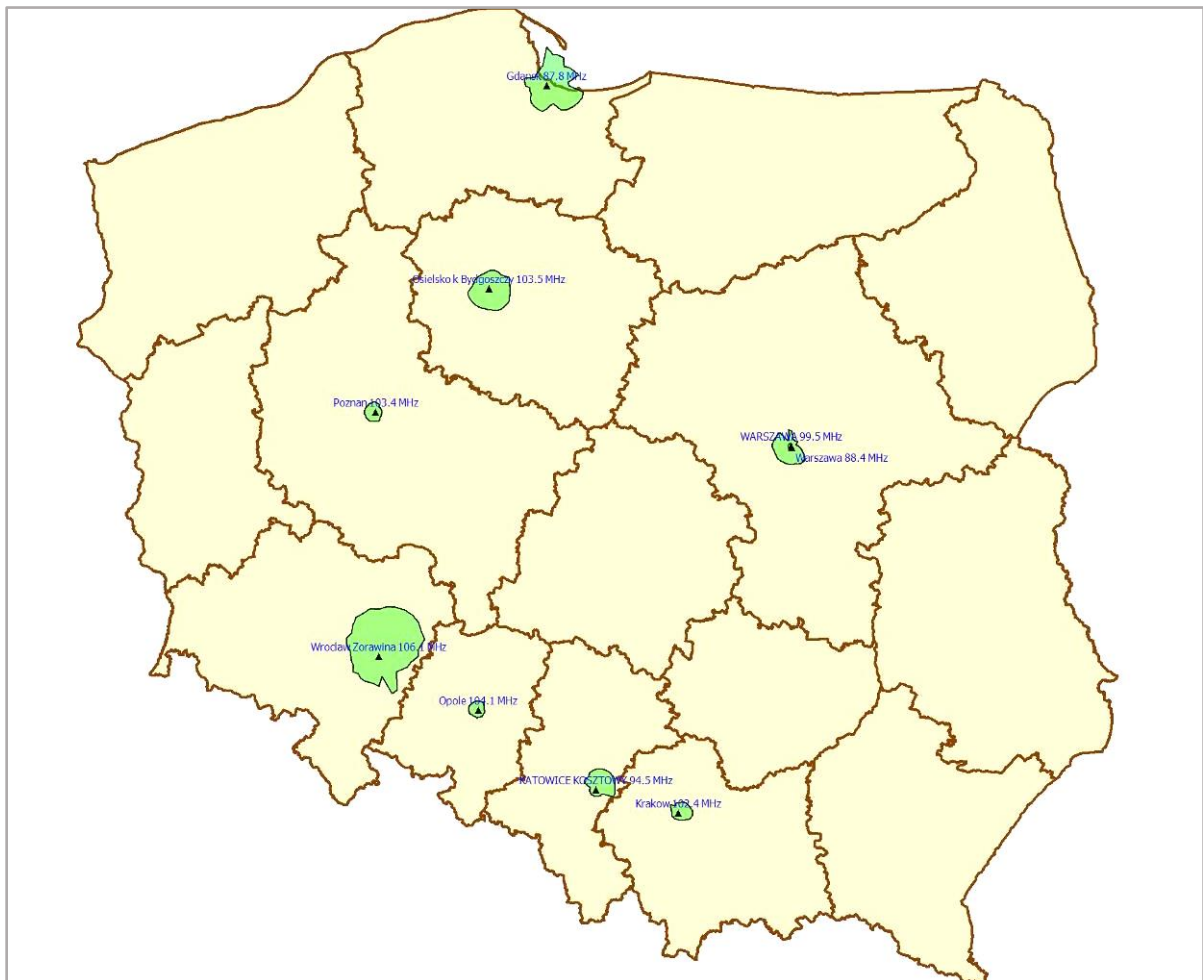 Gdansk 87.8 MHz
Osielsko k Bydgoszczy 103.5 MHz
Poznan 103.4 MHz
WARSZAWA 99.5 MHz
Warszawa 88.4 MHz
Wroclaw Zorawina 106.1 MHz
Opole 104.1 MHz
KATOWICE KOSZTOWY 94.5 MHz
Krakow 102.4 MHz